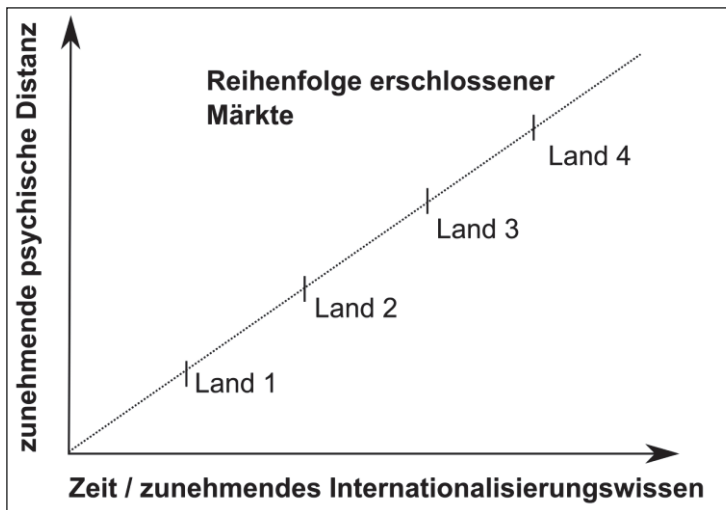 zunehmende psychische Distanz
Reihenfolge erschlossener
Märkte
Land 4
Land 3
Land 2
Land 1
Zeit / zunehmendes Internationalisierungswissen